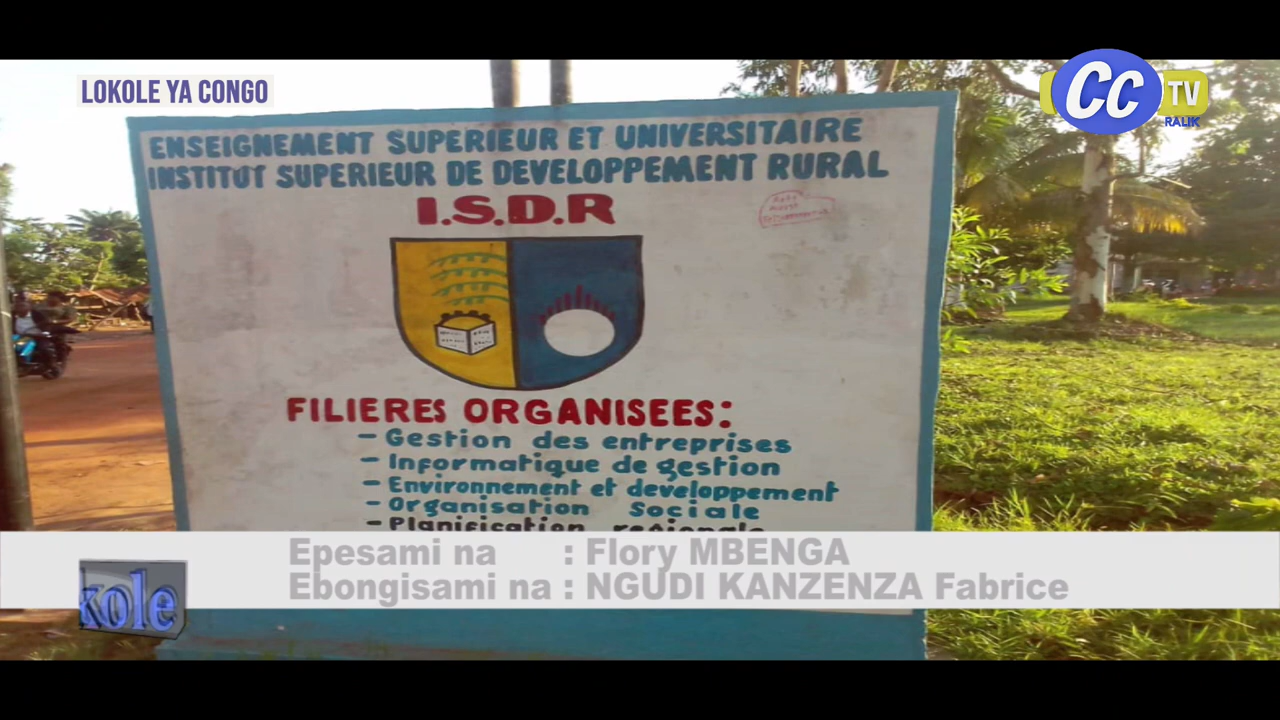 LOKOLE YA CONGO
CC TV
RALIK
ENSEIGNEMENT SUPERIEUR ET UNIVERSITAIRE
INSTITUT SUPERIEUR DE DEVELOPPEMENT RURAL
I.S.D.R
FILIERES ORGANISEES:
- Gestion des entreprises
- Informatique de gestion
- Environnement et developpement
- Organisation Sociale
- Planification regionale
Epesami na : Flory MBENGA
Ebongisami na : NGUDI KANZENZA Fabrice
kole